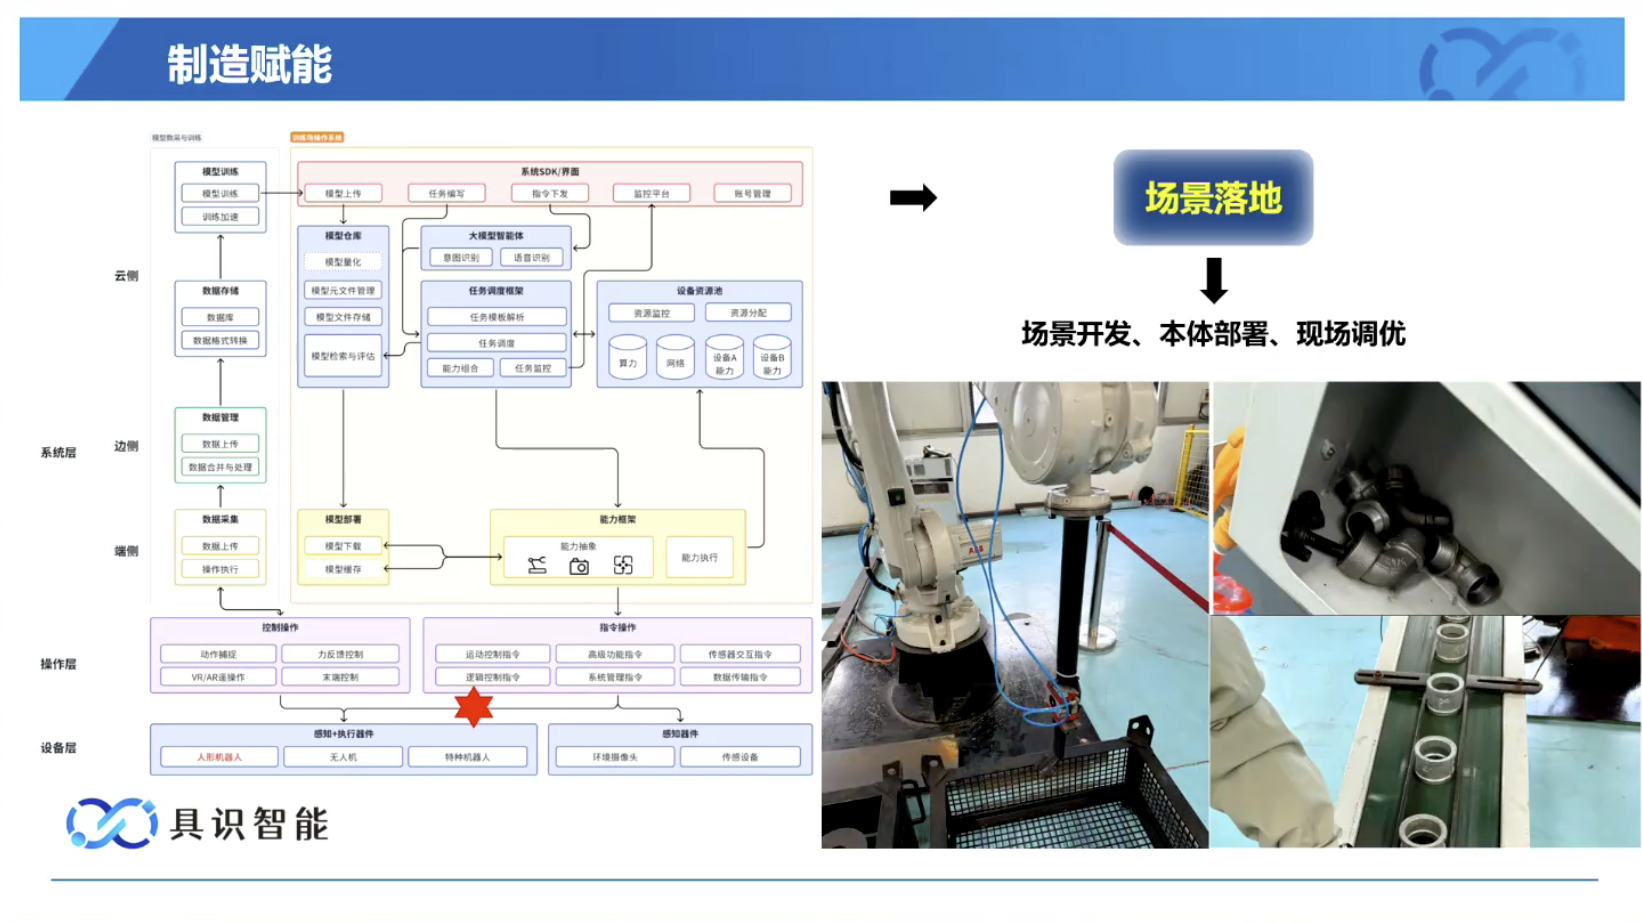 制造赋能
模型数采与训练
训练场操作系统
模型训练
模型训练
训练加速
系统SDK/界面
模型上传
任务编写
指令下发
监控平台
账号管理
场景落地
场景开发、本体部署、现场调优
云侧
数据存储
数据库
数据格式转换
模型仓库
模型量化
模型元文件管理
模型文件存储
模型检索与评估
大模型智能体
意图识别
语音识别
任务调度框架
任务模板解析
任务调度
能力组合
任务监控
设备资源池
资源监控
资源分配
算力
网络
设备A
能力
设备B
能力
系统层
边侧
数据管理
数据上传
数据合并与处理
端侧
数据采集
数据上传
操作执行
模型部署
模型下载
模型缓存
能力框架
能力抽象
能力执行
操作层
控制操作
动作捕捉
力反馈控制
VR/AR遥操作
末端控制
指令操作
运动控制指令
高级功能指令
传感器交互指令
逻辑控制指令
系统管理指令
数据传输指令
设备层
感知+执行器件
人形机器人
无人机
特种机器人
感知器件
环境摄像头
传感设备
ABB
具识智能